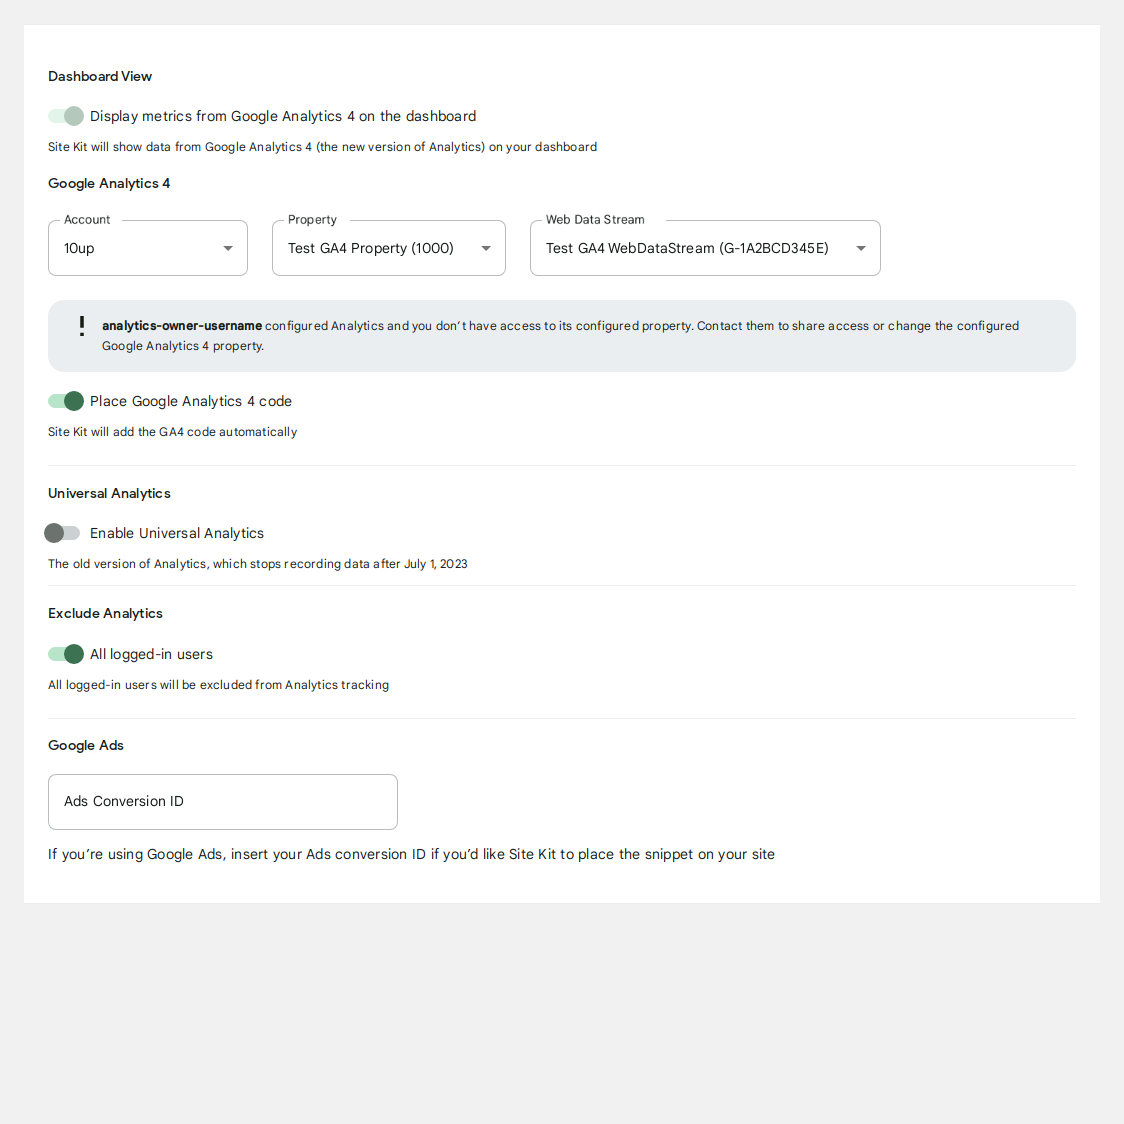 Dashboard View
Display metrics from Google Analytics 4 on the dashboard
Site Kit will show data from Google Analytics 4 (the new version of Analytics) on your dashboard
Google Analytics 4
Account Property Web Data Stream
10up Test GA4 Property (1000) Test GA4 WebDataStream (G-1A2BCD345E)
! analytics-owner-username configured Analytics and you don’t have access to its configured property. Contact them to share access or change the configured
Google Analytics 4 property.
Place Google Analytics 4 code
Site Kit will add the GA4 code automatically
Universal Analytics
Enable Universal Analytics
The old version of Analytics, which stops recording data after July 1, 2023
Exclude Analytics
All logged-in users
All logged-in users will be excluded from Analytics tracking
Google Ads
Ads Conversion ID
If you’re using Google Ads, insert your Ads conversion ID if you’d like Site Kit to place the snippet on your site